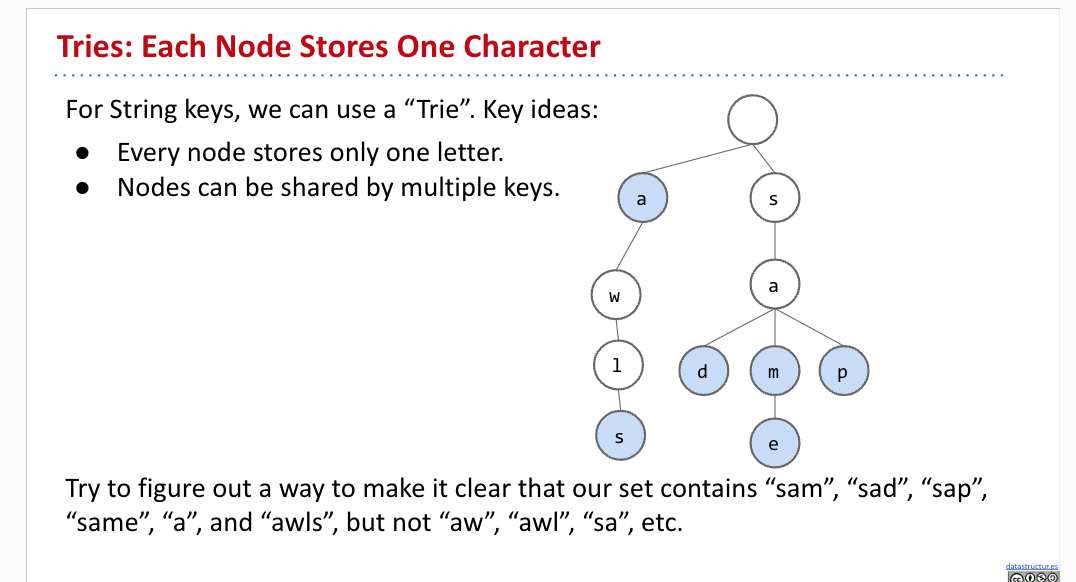 Tries: Each Node Stores One Character
For String keys, we can use a “Trie”. Key ideas:
● Every node stores only one letter.
● Nodes can be shared by multiple keys.
a
s
w
a
l
d
m
p
s
e
Try to figure out a way to make it clear that our set contains “sam”, “sad”, “sap”,
“same”, “a”, and “awls”, but not “aw”, “awl”, “sa”, etc.
datastructur.es
cc